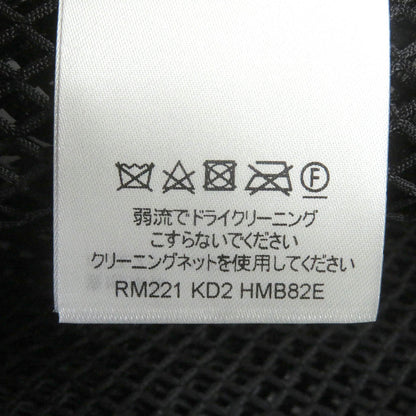 F
弱流でドライクリーニング
こすらないでください
クリーニングネットを使用してください
RM221 KD2 HMB82E